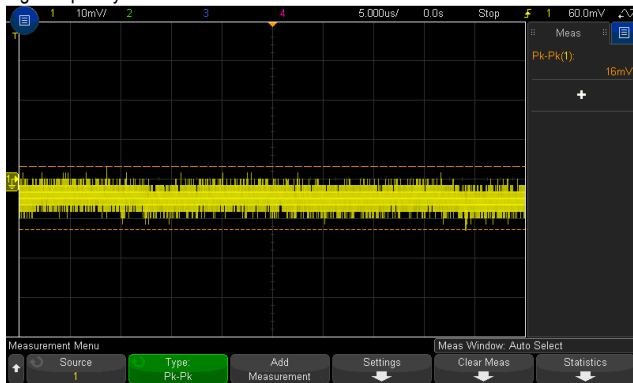 1 10mV/ 2 3 4 5.000us/ 0.0s Stop 1 60.0mV
Meas
T
Pk-Pk(1):
16mV
+
1
Measurement Menu Meas Window: Auto Select
Source Type: Add Settings Clear Meas Statistics
1 Pk-Pk Measurement